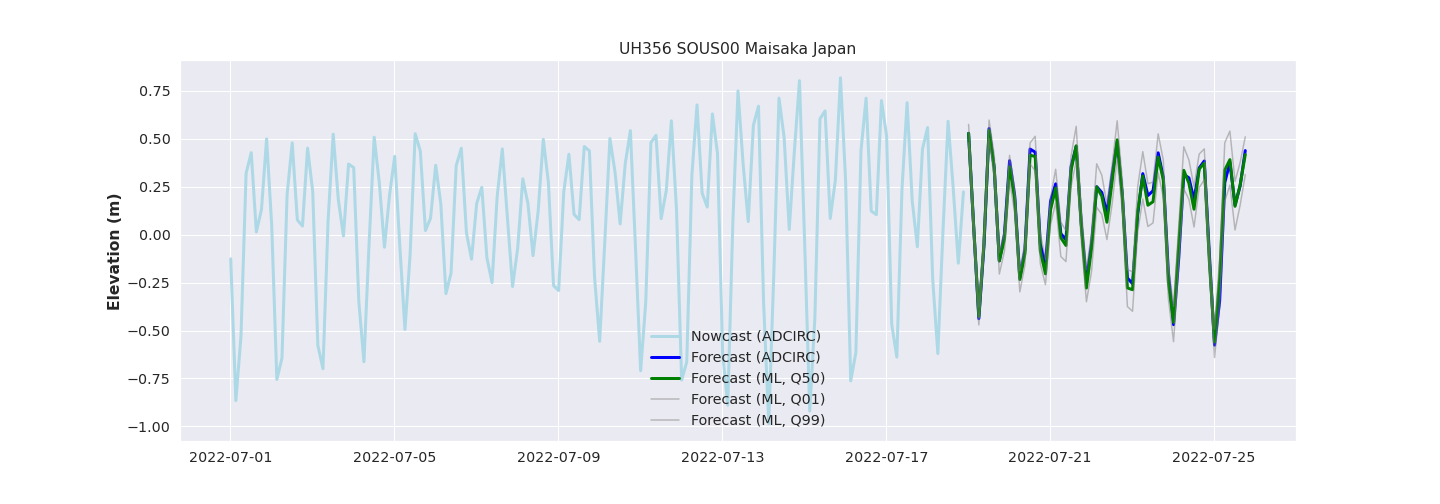 UH356 SOUS00 Maisaka Japan
Elevation (m)
0.75
0.50
0.25
0.00
−0.25
−0.50
−0.75
−1.00
Nowcast (ADCIRC)
Forecast (ADCIRC)
Forecast (ML, Q50)
Forecast (ML, Q01)
Forecast (ML, Q99)
2022-07-01 2022-07-05 2022-07-09 2022-07-13 2022-07-17 2022-07-21 2022-07-25